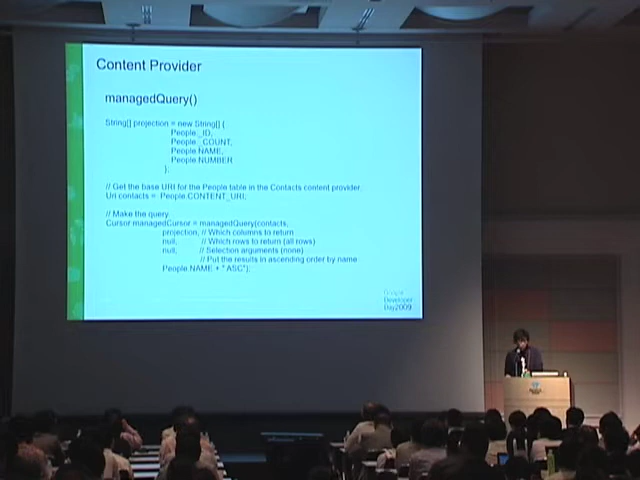 Content Provider
managedQuery()
String[] projection = new String[] {
People._ID,
People._COUNT,
People.NAME,
People.NUMBER
};
// Get the base URI for the People table in the Contacts content provider.
Uri contacts = People.CONTENT_URI;
// Make the query
Cursor managedCursor = managedQuery(contacts,
projection, // Which columns to return
null, // Which rows to return (all rows)
null, // Selection arguments (none)
// Put the results in ascending order by name
People.NAME + " ASC");
Google
Developer
Day2009